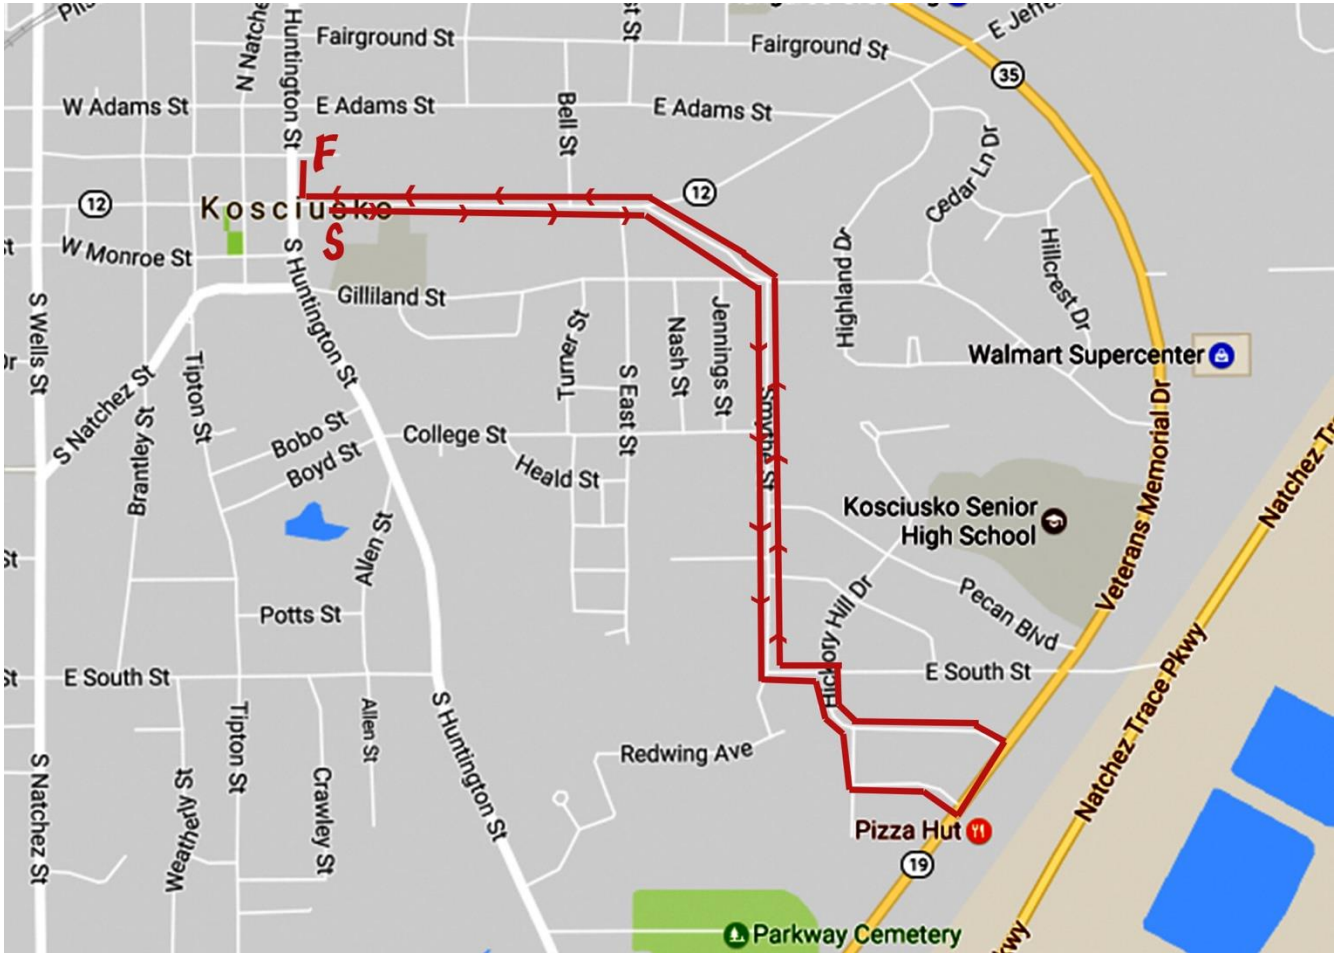 Fairground St
Fairground St
E Jeffer
35
W Adams St
N Natche
Huntington St
E Adams St
Bell St
E Adams St
Cedar Ln Dr
F
12
Kosciusko
12
S
W Monroe St
Gilliland St
Highland Dr
Hillcrest Dr
S Wells St
S Huntington St
Turner St
Nash St
Jennings St
Walmart Supercenter
Tipton St
S East St
Smythe St
Veterans Memorial Dr
S Natchez St
Brantley St
Bobo St
College St
Boyd St
Heald St
Natchez Tr
Kosciusko Senior
High School
Allen St
Hickory Hill Dr
Pecan Blvd
Potts St
E South St
E South St
Natchez Trace Pkwy
S Natchez St
Tipton St
Allen St
S Huntington St
Redwing Ave
Weatherly St
Crawley St
Pizza Hut
19
Parkway Cemetery
kwy